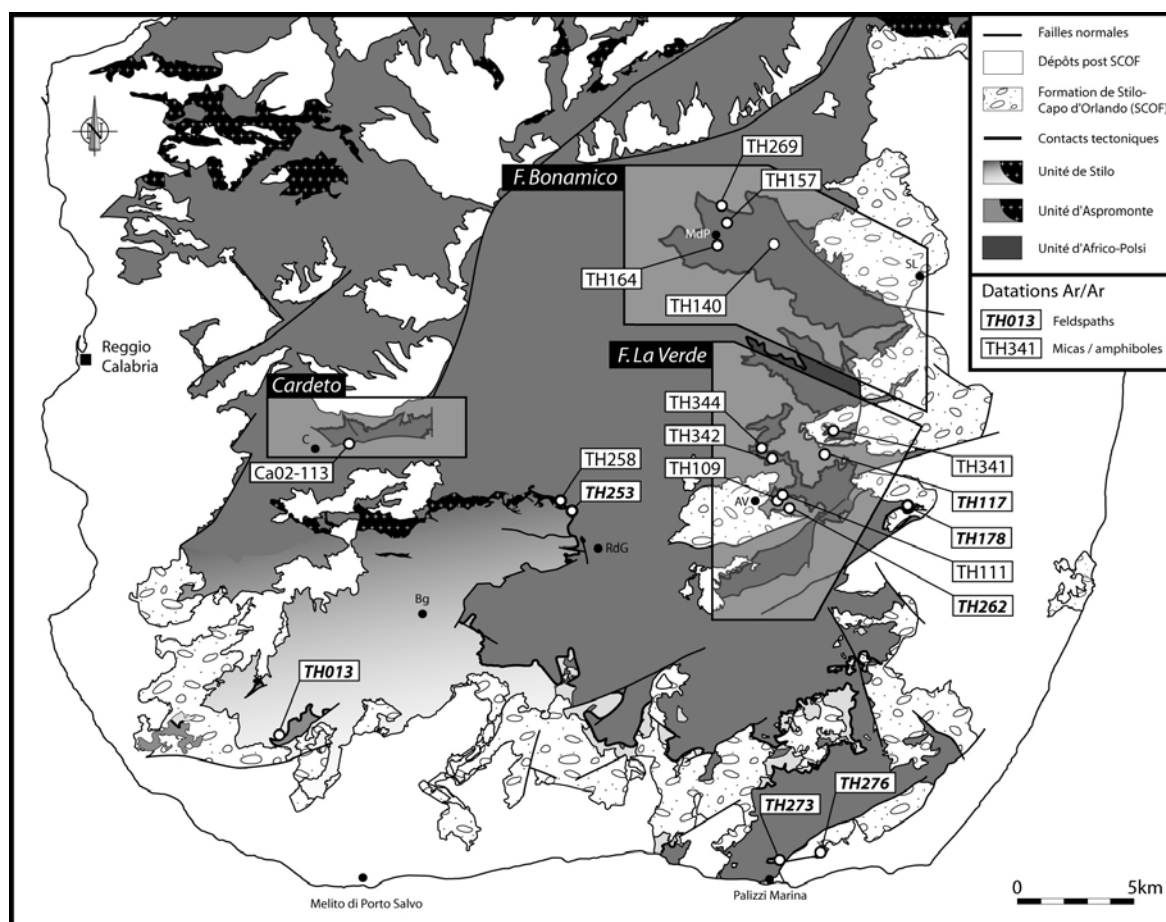 Failles normales
Dépôts post SCOF
Formation de Stilo-
Capo d'Orlando (SCOF)
Contacts tectoniques
Unité de Stilo
Unité d'Aspromonte
Unité d'Africo-Polsi
Datations Ar/Ar
TH013 Feldspaths
TH341 Micas / amphiboles
N
F. Bonamico
TH269
TH157
MdP
TH164
TH140
SL
Reggio
Calabria
F. La Verde
Cardeto
C
Ca02-113
TH344
TH342
TH109
AV
TH341
TH117
TH178
TH111
TH262
TH258
TH253
RdG
Bg
TH013
TH273
TH276
Melito di Porto Salvo
Palizzi Marina
0 5km